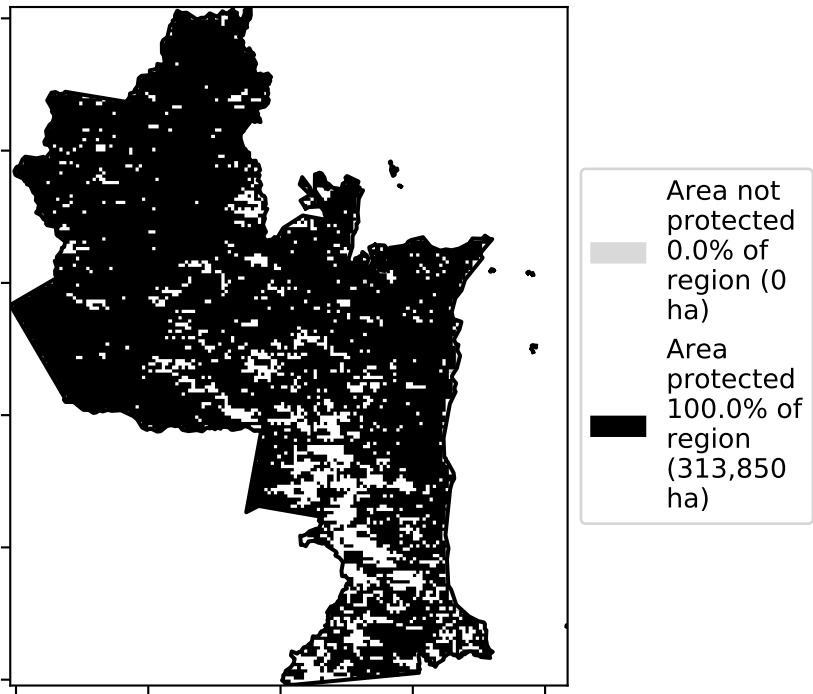 Area not
protected
0.0% of
region (0
ha)
Area
protected
100.0% of
region
(313,850
ha)